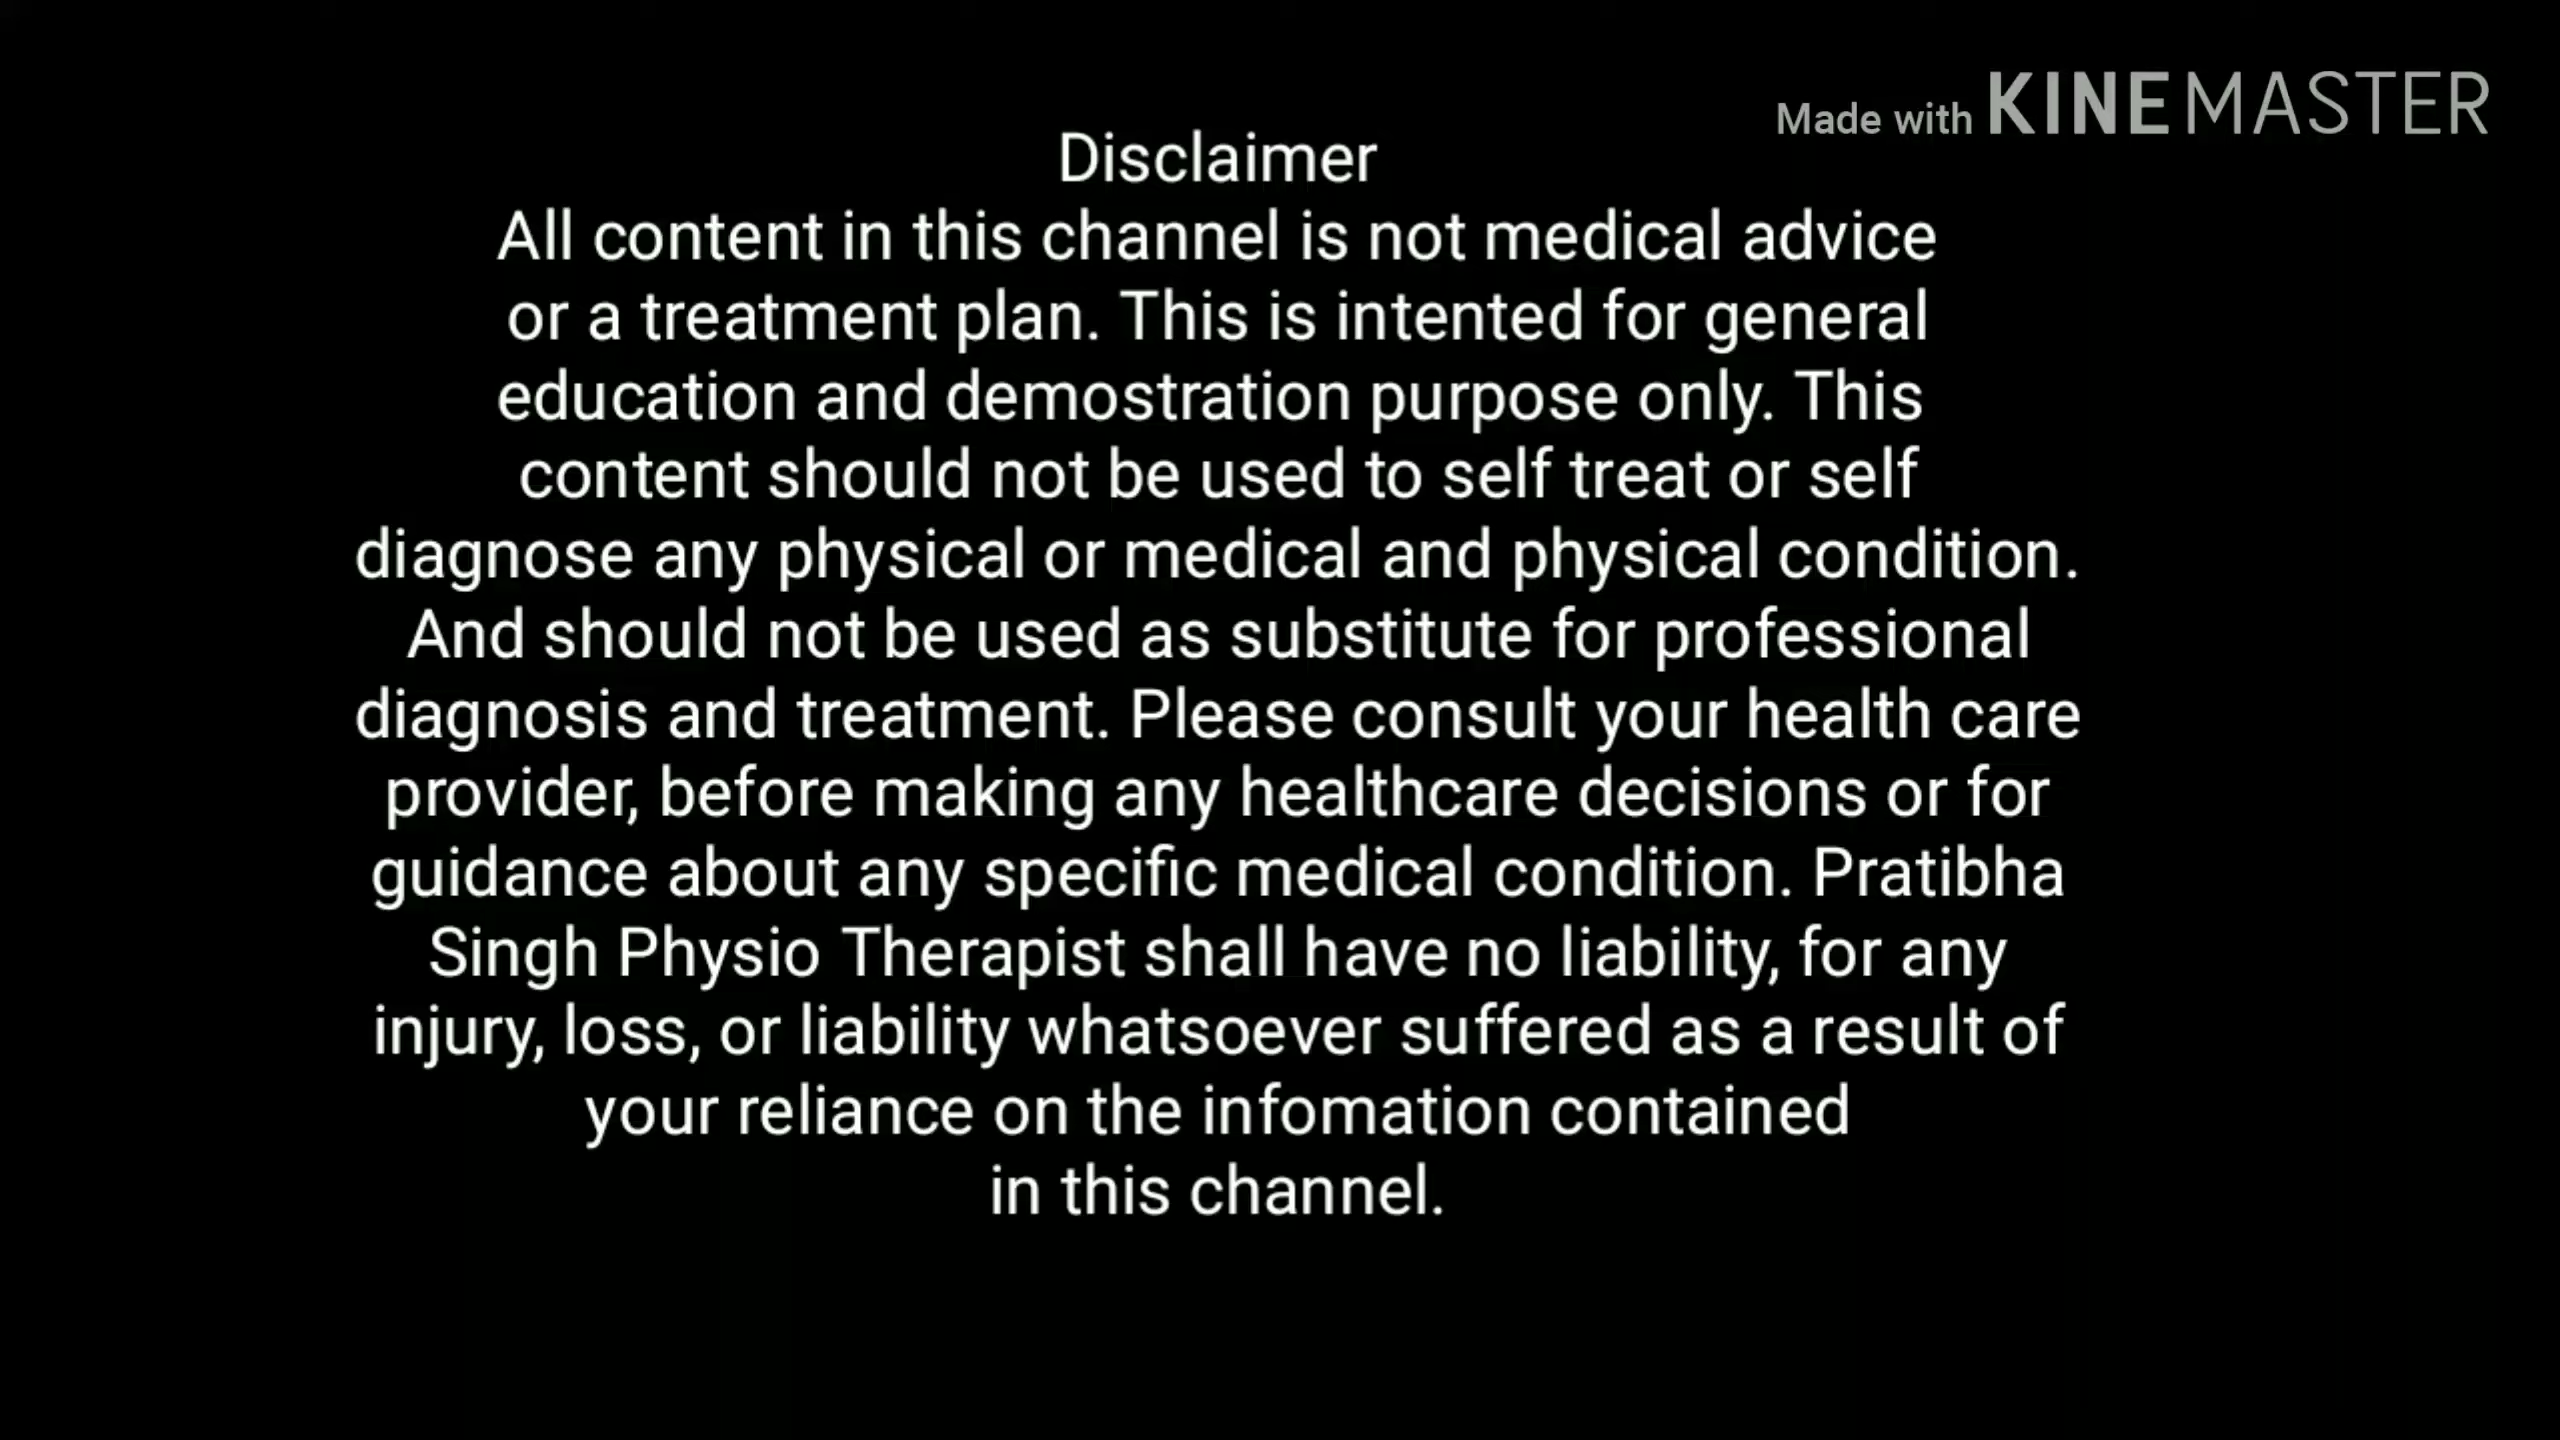 Made with KINEMASTER
Disclaimer
All content in this channel is not medical advice
or a treatment plan. This is intented for general
education and demostration purpose only. This
content should not be used to self treat or self
diagnose any physical or medical and physical condition.
And should not be used as substitute for professional
diagnosis and treatment. Please consult your health care
provider, before making any healthcare decisions or for
guidance about any specific medical condition. Pratibha
Singh Physio Therapist shall have no liability, for any
injury, loss, or liability whatsoever suffered as a result of
your reliance on the infomation contained
in this channel.